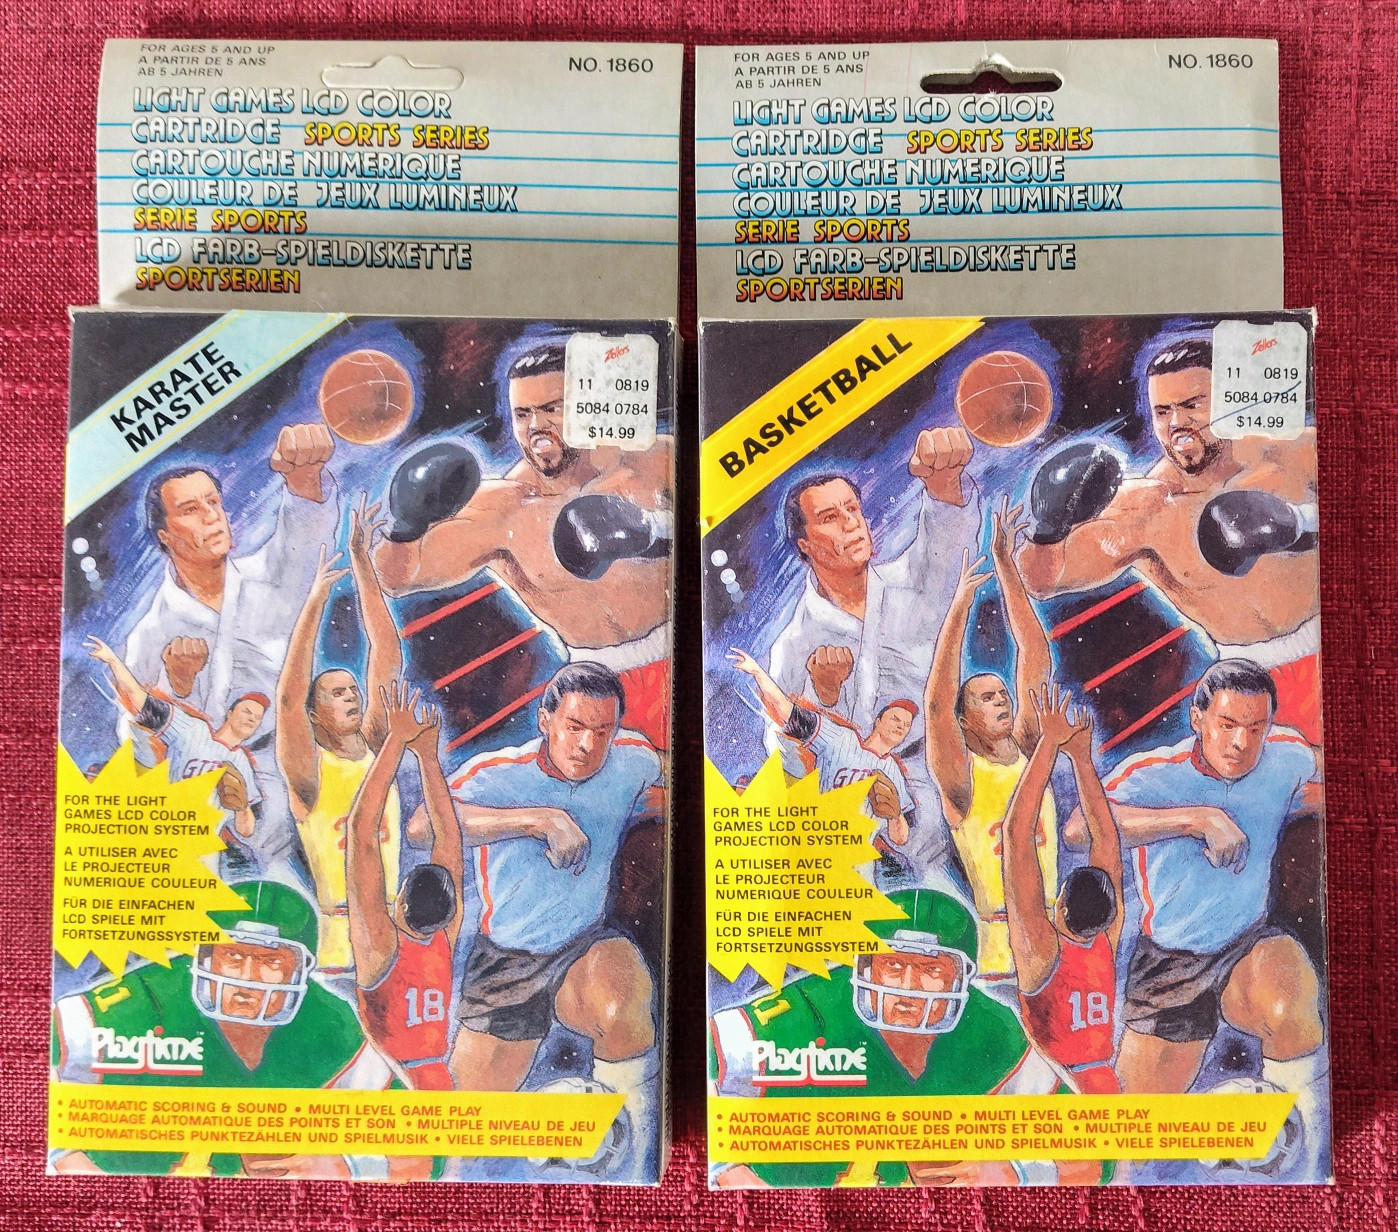 FOR AGES 5 AND UP
A PARTIR DE 5 ANS
AB 5 JAHREN
NO. 1860
LIGHT GAMES LCD COLOR
CARTRIDGE SPORTS SERIES
CARTOUCHE NUMERIQUE
COULEUR DE JEUX LUMINEUX
SERIE SPORTS
LCD FARB-SPIELDISKETTE
SPORTSERIEN
KARATE
MASTER
Zellers
11 0819
5084 0784
$14.99
FOR THE LIGHT
GAMES LCD COLOR
PROJECTION SYSTEM
A UTILISER AVEC
LE PROJECTEUR
NUMERIQUE COULEUR
FÜR DIE EINFACHEN
LCD SPIELE MIT
FORTSETZUNGSSYSTEM
18
Playtime
• AUTOMATIC SCORING & SOUND • MULTI LEVEL GAME PLAY
• MARQUAGE AUTOMATIQUE DES POINTS ET SON • MULTIPLE NIVEAU DE JEU
• AUTOMATISCHES PUNKTEZÄHLEN UND SPIELMUSIK • VIELE SPIELEBENEN
FOR AGES 5 AND UP
A PARTIR DE 5 ANS
AB 5 JAHREN
NO. 1860
LIGHT GAMES LCD COLOR
CARTRIDGE SPORTS SERIES
CARTOUCHE NUMERIQUE
COULEUR DE JEUX LUMINEUX
SERIE SPORTS
LCD FARB-SPIELDISKETTE
SPORTSERIEN
BASKETBALL
Zellers
11 0819
5084 0784
$14.99
FOR THE LIGHT
GAMES LCD COLOR
PROJECTION SYSTEM
A UTILISER AVEC
LE PROJECTEUR
NUMERIQUE COULEUR
FÜR DIE EINFACHEN
LCD SPIELE MIT
FORTSETZUNGSSYSTEM
18
Playtime™
• AUTOMATIC SCORING & SOUND • MULTI LEVEL GAME PLAY
• MARQUAGE AUTOMATIQUE DES POINTS ET SON • MULTIPLE NIVEAU DE JEU
• AUTOMATISCHES PUNKTEZÄHLEN UND SPIELMUSIK • VIELE SPIELEBENEN